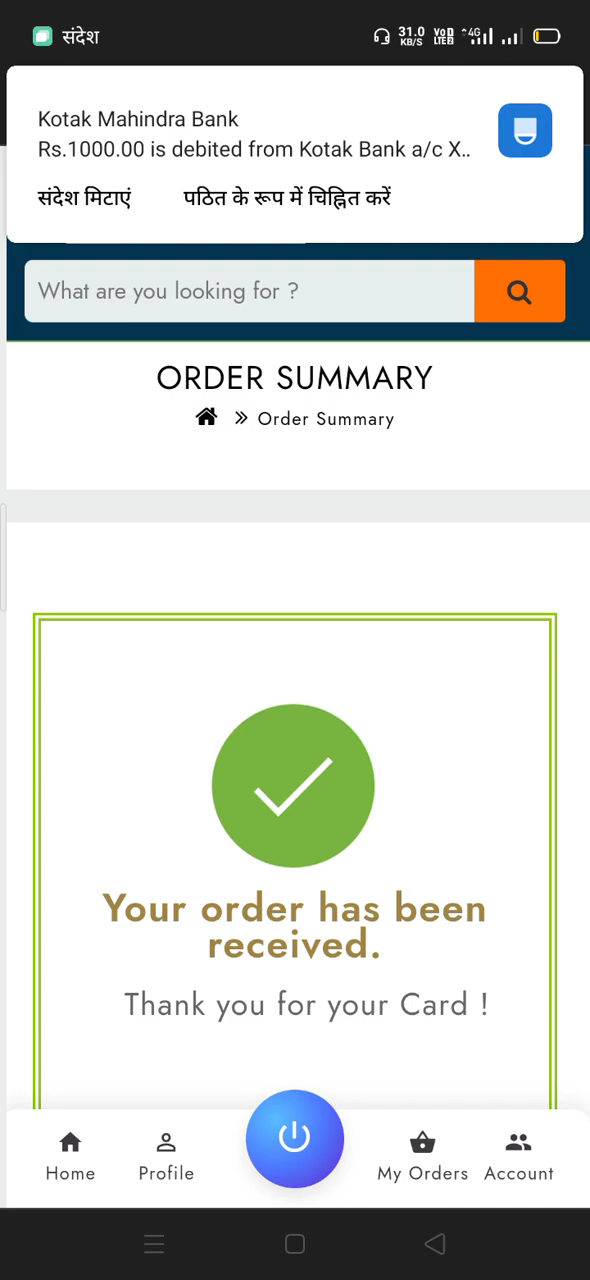 संदेश
31.0
KB/S
4G
Kotak Mahindra Bank
Rs.1000.00 is debited from Kotak Bank a/c X..
संदेश मिटाएं पठित के रूप में चिह्नित करें
What are you looking for ?
ORDER SUMMARY
Order Summary
Your order has been
received.
Thank you for your Card !
Home Profile My Orders Account